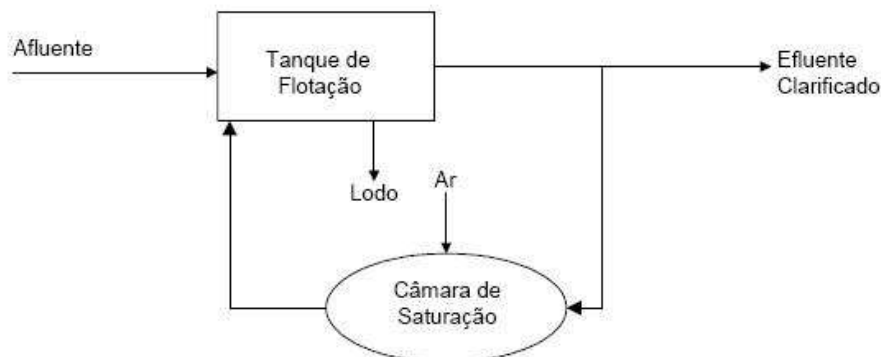 Afluente
Tanque de
Flotação
Efluente
Clarificado
Lodo
Ar
Câmara de
Saturação